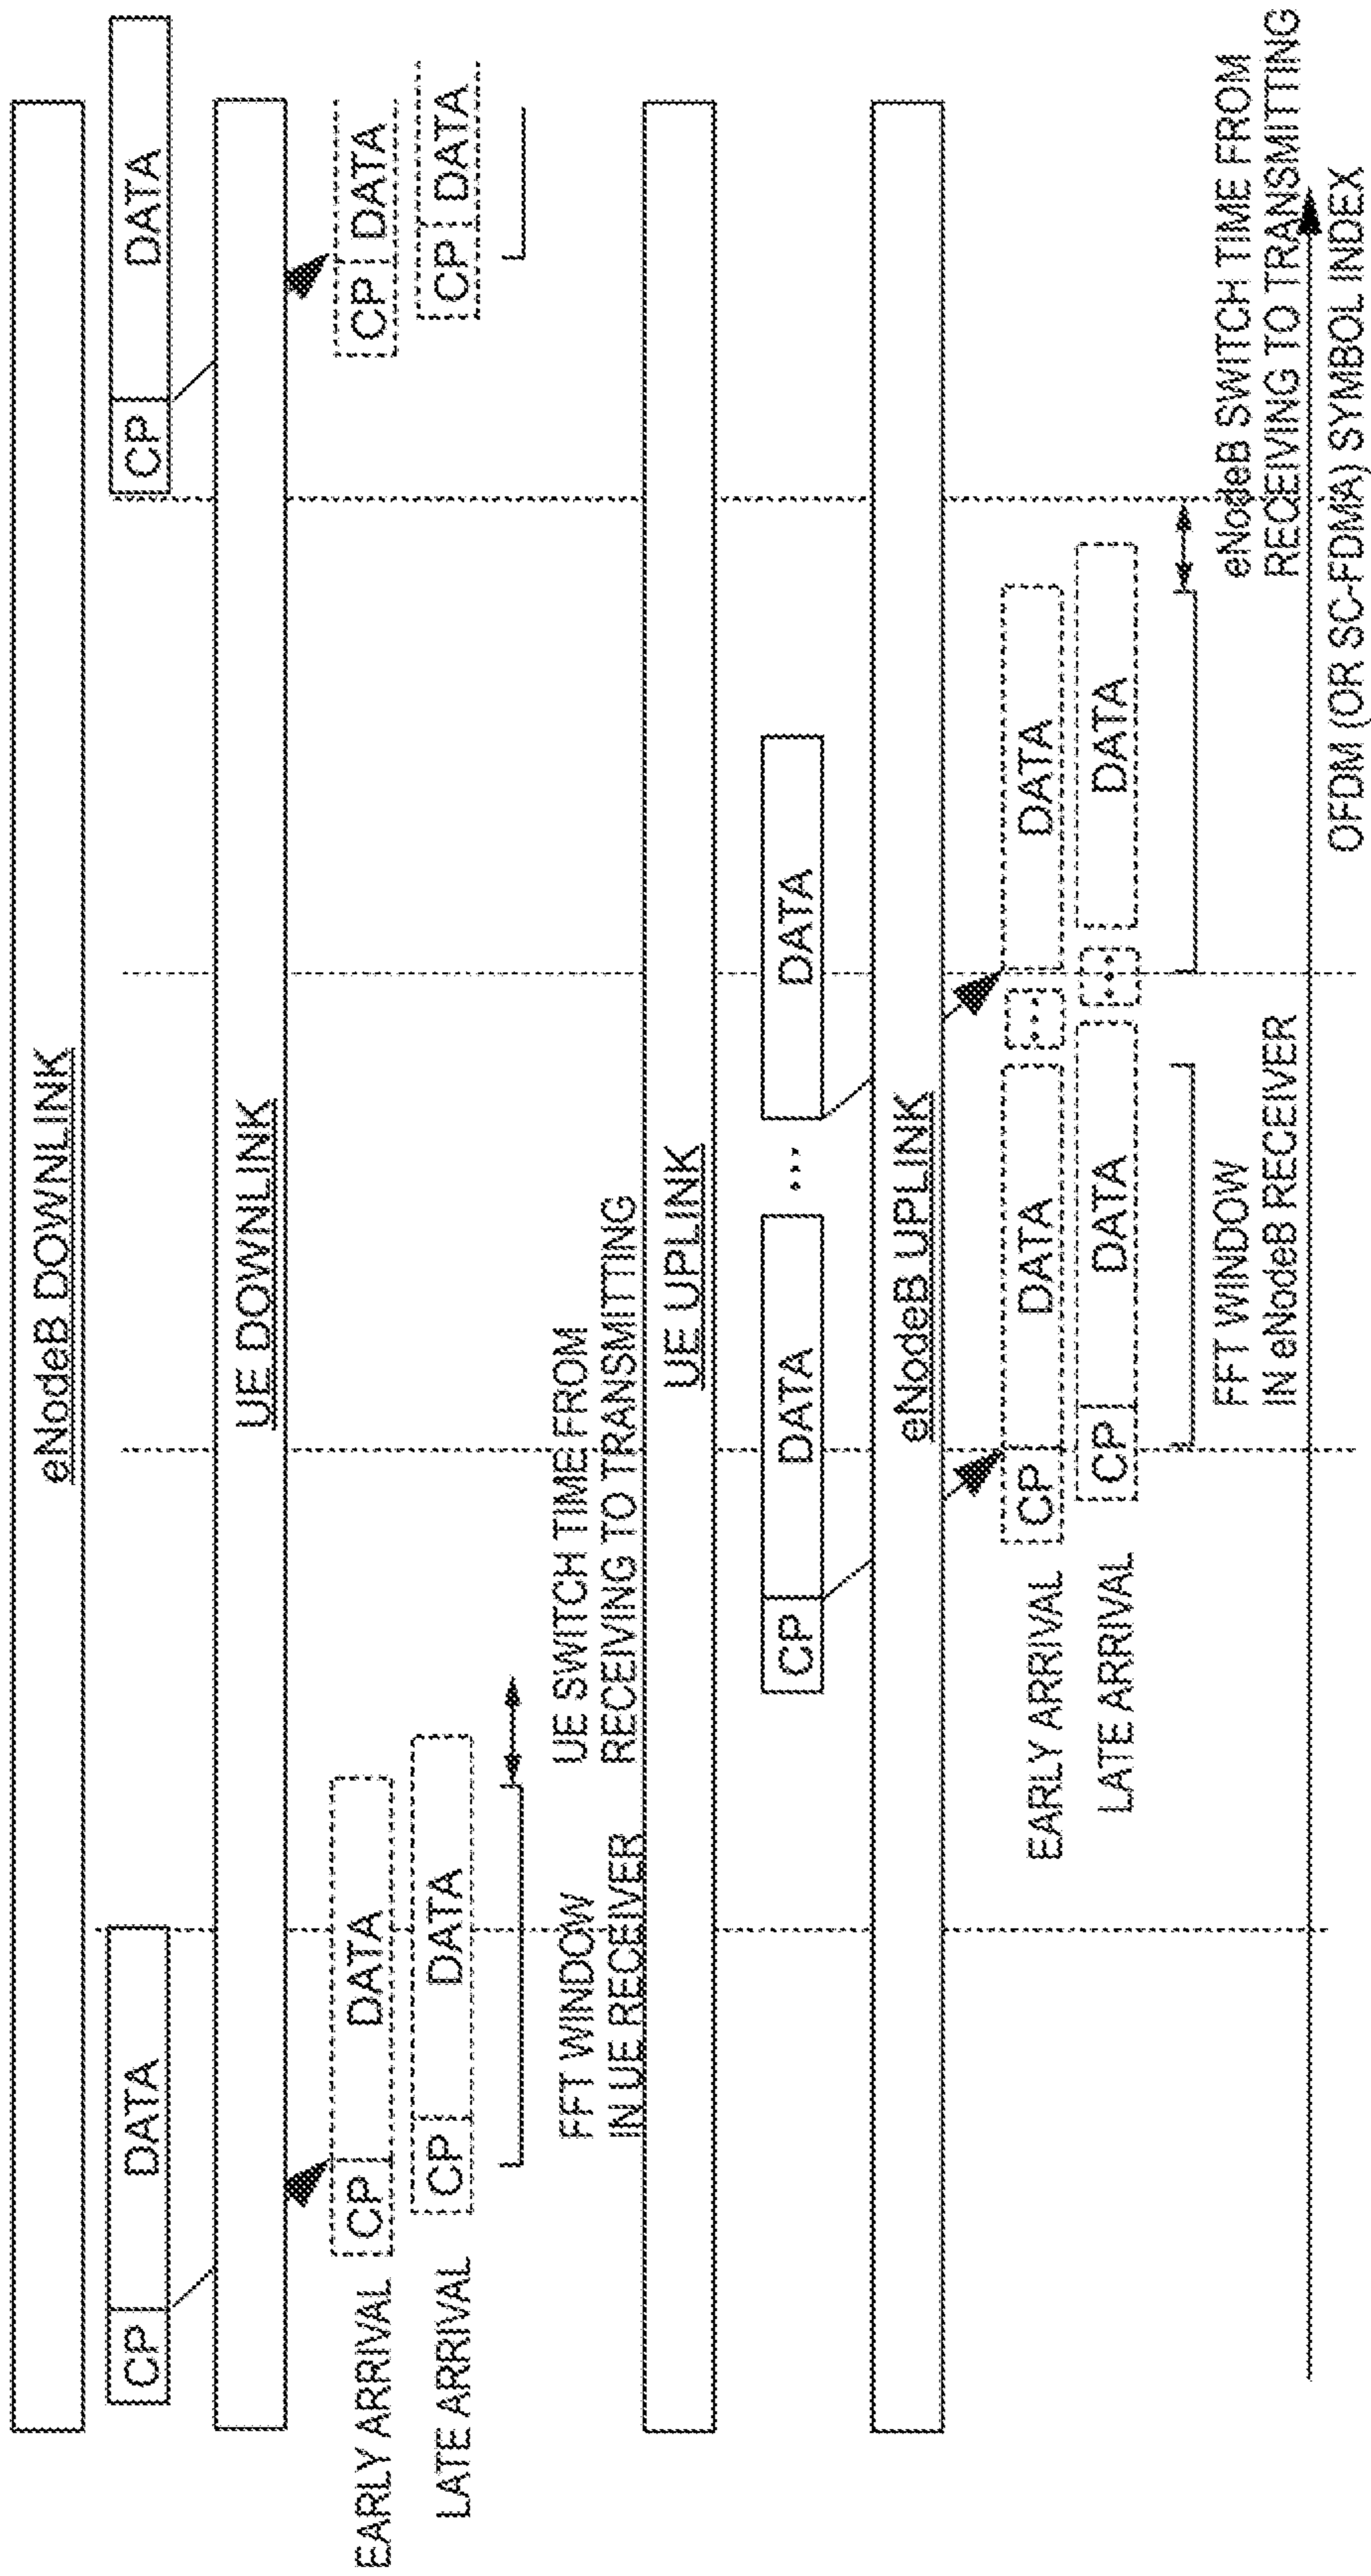 eNodeB DOWNLINK
CP DATA
CP DATA
UE DOWNLINK
EARLY ARRIVAL
CP DATA
CP DATA
LATE ARRIVAL
CP DATA
CP DATA
FFT WINDOW
IN UE RECEIVER
UE SWITCH TIME FROM
RECEIVING TO TRANSMITTING
UE UPLINK
CP DATA ... DATA
eNodeB UPLINK
EARLY ARRIVAL
CP DATA ... DATA
LATE ARRIVAL
CP DATA ... DATA
FFT WINDOW
IN eNodeB RECEIVER
eNodeB SWITCH TIME FROM
RECEIVING TO TRANSMITTING
OFDM (OR SC-FDMA) SYMBOL INDEX